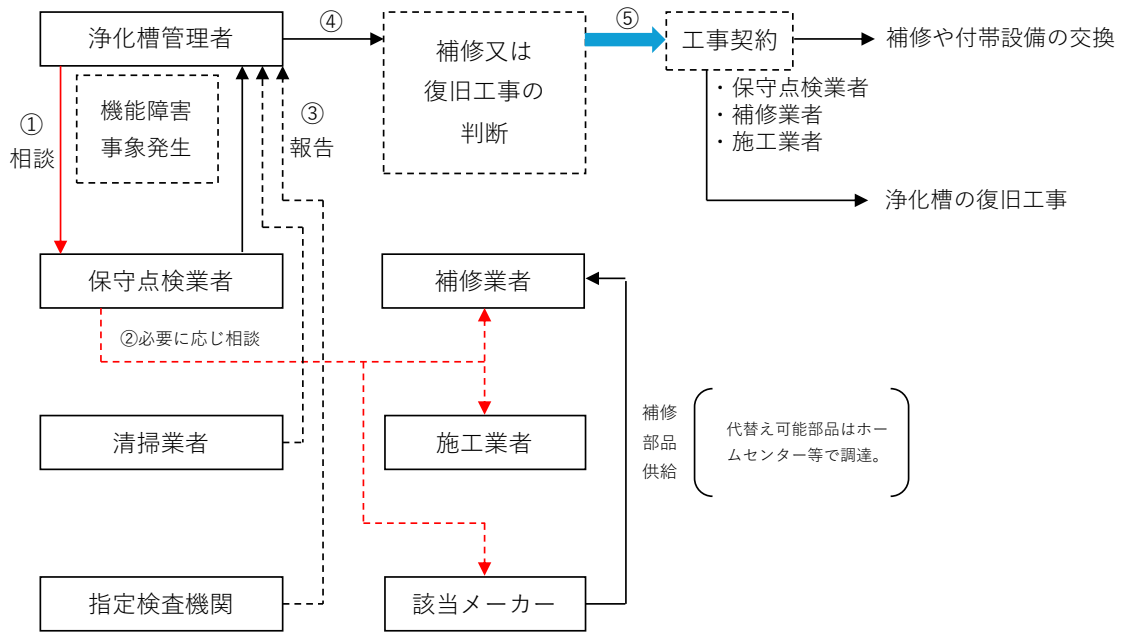 浄化槽管理者
④
補修又は
復旧工事の
判断
⑤
工事契約
補修や付帯設備の交換
・保守点検業者
・補修業者
・施工業者
浄化槽の復旧工事
機能障害
事象発生
①
相談
③
報告
保守点検業者
補修業者
②必要に応じ相談
清掃業者
施工業者
補修
部品
供給
代替え可能部品はホー
ムセンター等で調達。
指定検査機関
該当メーカー